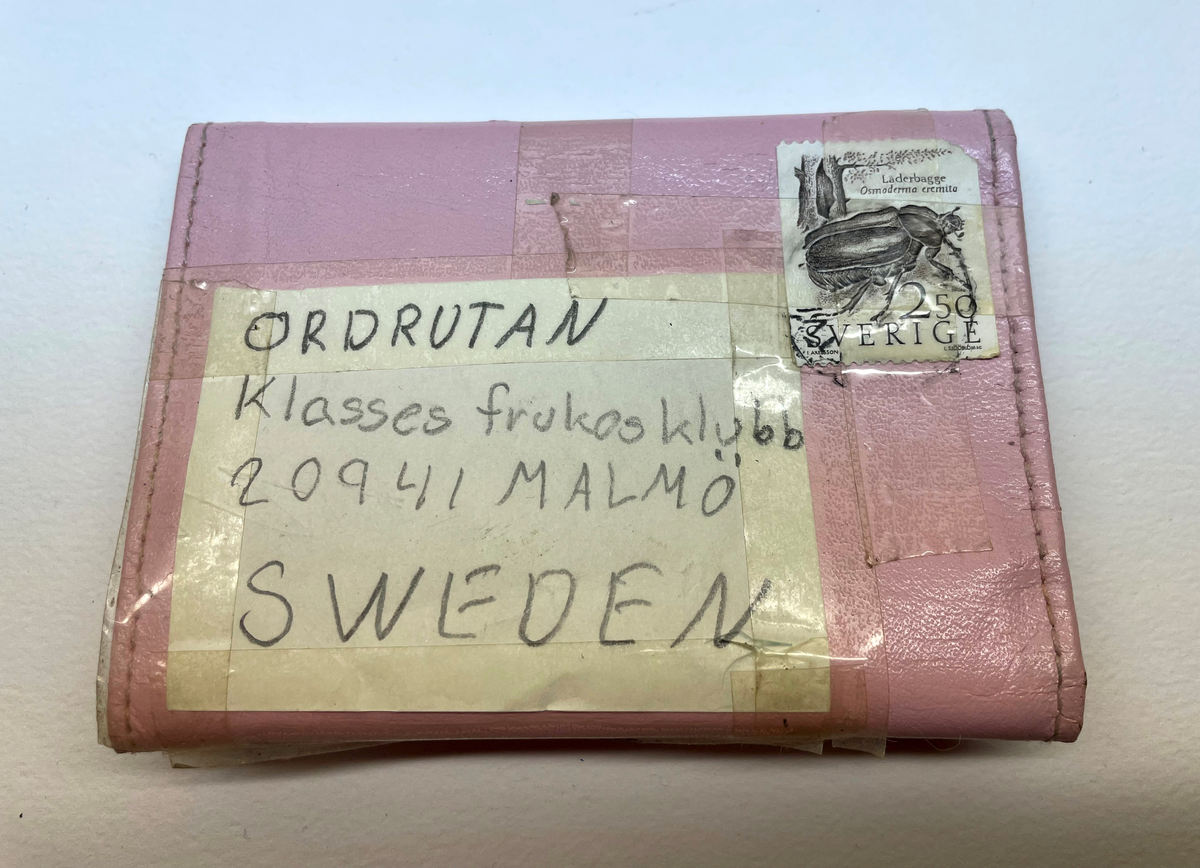 Läderbagge
Osmoderma eremita
2.50
SVERIGE
ORDRUTAN
Klasses frukosklubb
20941 MALMÖ
SWEDEN